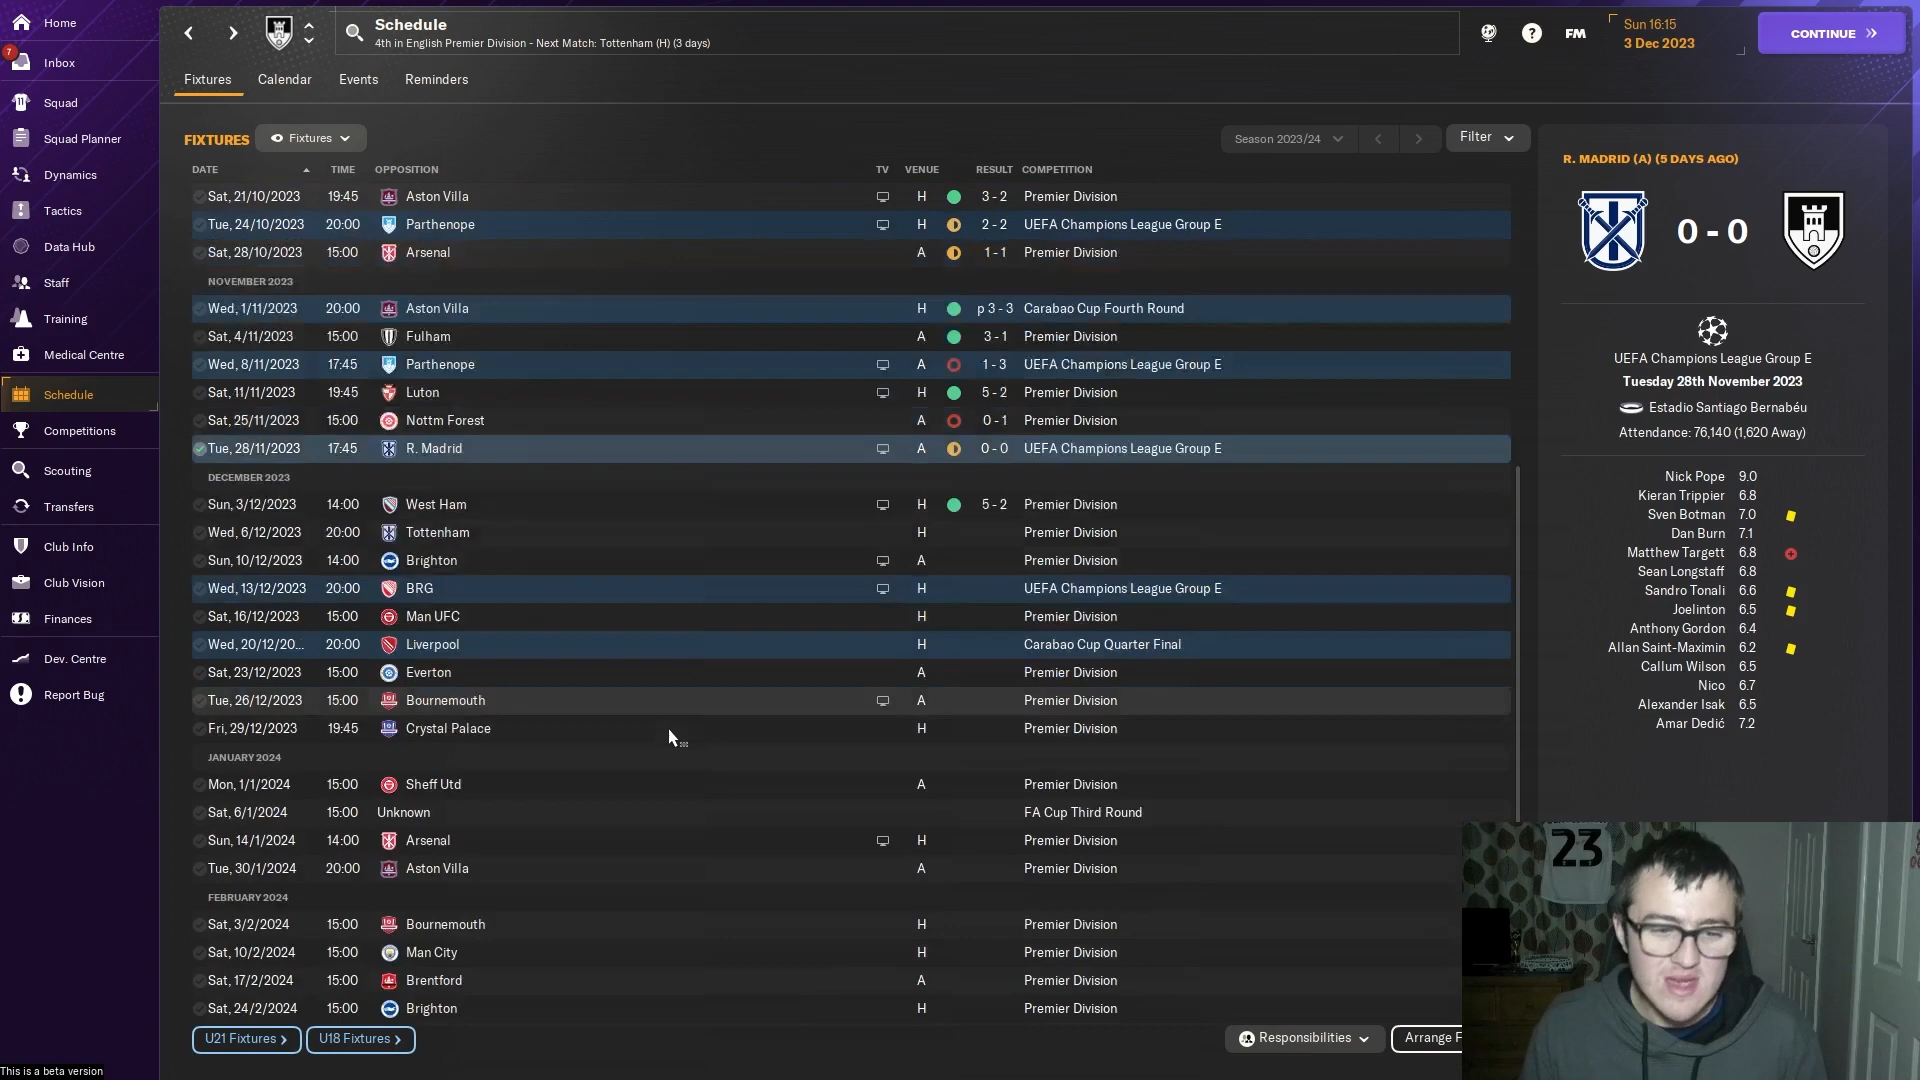 Home
7
Inbox
Squad
Squad Planner
Dynamics
Tactics
Data Hub
Staff
Training
Medical Centre
Schedule
Competitions
Scouting
Transfers
Club Info
Club Vision
Finances
Dev. Centre
Report Bug
This is a beta version
Schedule
4th in English Premier Division - Next Match: Tottenham (H) (3 days)
FM
Sun 16:15
3 Dec 2023
CONTINUE
Fixtures Calendar Events Reminders
FIXTURES Fixtures
Season 2023/24
Filter
DATE TIME OPPOSITION TV VENUE RESULT COMPETITION
Sat, 21/10/2023 19:45 Aston Villa H 3 - 2 Premier Division
Tue, 24/10/2023 20:00 Parthenope H 2 - 2 UEFA Champions League Group E
Sat, 28/10/2023 15:00 Arsenal A 1 - 1 Premier Division
NOVEMBER 2023
Wed, 1/11/2023 20:00 Aston Villa H p 3 - 3 Carabao Cup Fourth Round
Sat, 4/11/2023 15:00 Fulham A 3 - 1 Premier Division
Wed, 8/11/2023 17:45 Parthenope A 1 - 3 UEFA Champions League Group E
Sat, 11/11/2023 19:45 Luton H 5 - 2 Premier Division
Sat, 25/11/2023 15:00 Nottm Forest A 0 - 1 Premier Division
Tue, 28/11/2023 17:45 R. Madrid A 0 - 0 UEFA Champions League Group E
DECEMBER 2023
Sun, 3/12/2023 14:00 West Ham H 5 - 2 Premier Division
Wed, 6/12/2023 20:00 Tottenham H Premier Division
Sun, 10/12/2023 14:00 Brighton A Premier Division
Wed, 13/12/2023 20:00 BRG H UEFA Champions League Group E
Sat, 16/12/2023 15:00 Man UFC H Premier Division
Wed, 20/12/20... 20:00 Liverpool H Carabao Cup Quarter Final
Sat, 23/12/2023 15:00 Everton A Premier Division
Tue, 26/12/2023 15:00 Bournemouth A Premier Division
Fri, 29/12/2023 19:45 Crystal Palace H Premier Division
JANUARY 2024
Mon, 1/1/2024 15:00 Sheff Utd A Premier Division
Sat, 6/1/2024 15:00 Unknown FA Cup Third Round
Sun, 14/1/2024 14:00 Arsenal H Premier Division
Tue, 30/1/2024 20:00 Aston Villa A Premier Division
FEBRUARY 2024
Sat, 3/2/2024 15:00 Bournemouth H Premier Division
Sat, 10/2/2024 15:00 Man City H Premier Division
Sat, 17/2/2024 15:00 Brentford A Premier Division
Sat, 24/2/2024 15:00 Brighton H Premier Division
U21 Fixtures U18 Fixtures
Responsibilities
Arrange F
R. MADRID (A) (5 DAYS AGO)
0 - 0
UEFA Champions League Group E
Tuesday 28th November 2023
Estadio Santiago Bernabéu
Attendance: 76,140 (1,620 Away)
Nick Pope 9.0
Kieran Trippier 6.8
Sven Botman 7.0
Dan Burn 7.1
Matthew Targett 6.8
Sean Longstaff 6.8
Sandro Tonali 6.6
Joelinton 6.5
Anthony Gordon 6.4
Allan Saint-Maximin 6.2
Callum Wilson 6.5
Nico 6.7
Alexander Isak 6.5
Amar Dedić 7.2
23